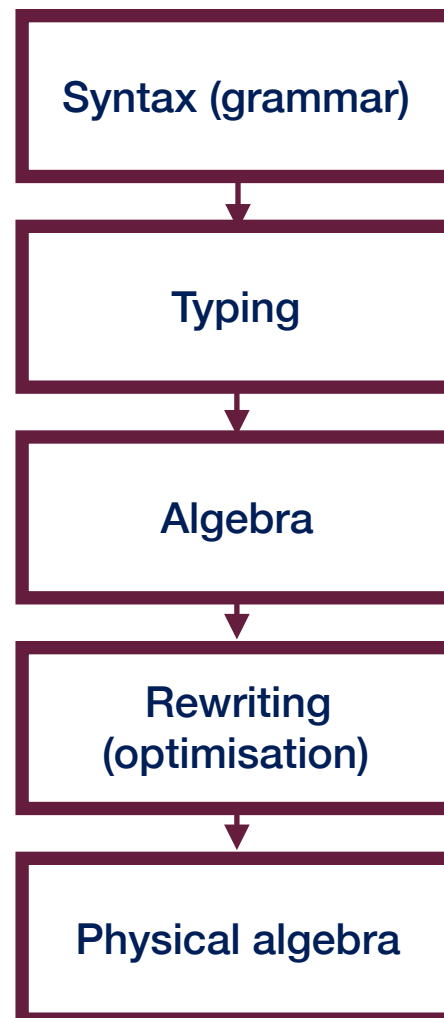 Syntax (grammar)
Typing
Algebra
Rewriting
(optimisation)
Physical algebra